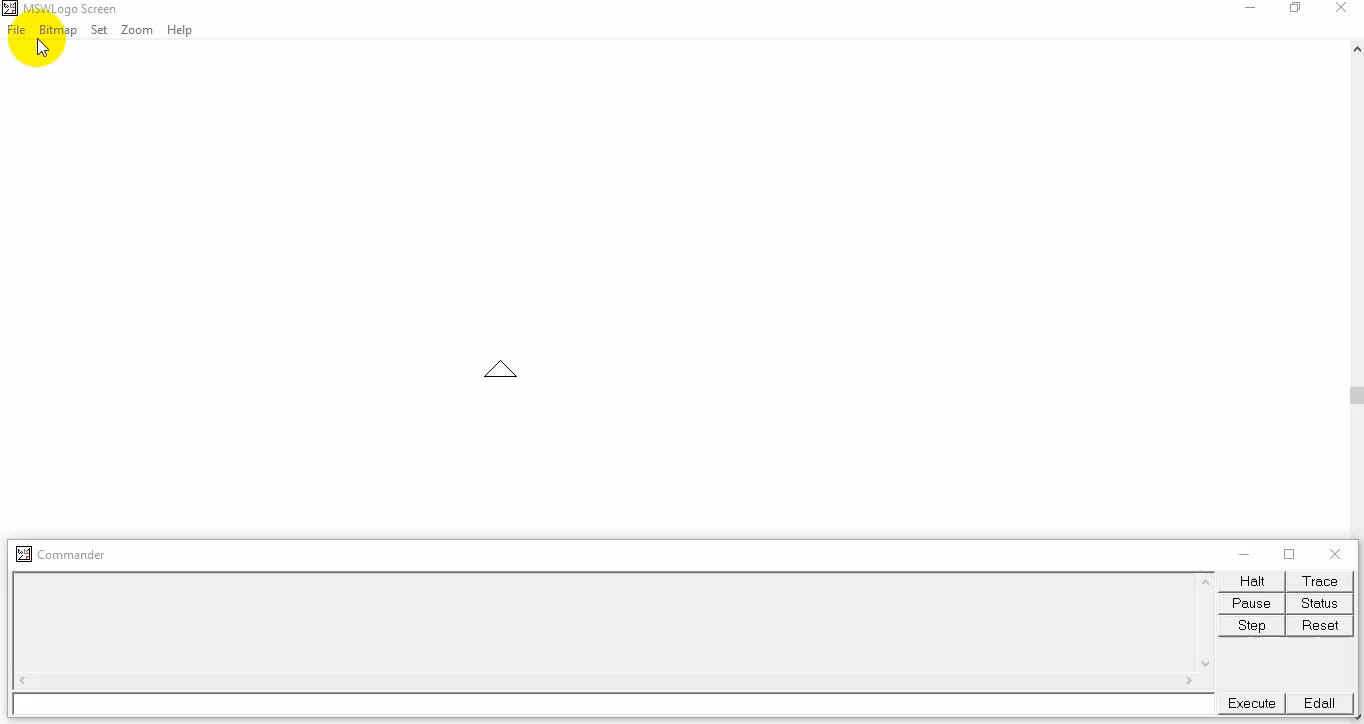 MSWLogo Screen
File Bitmap Set Zoom Help
Commander
Halt Trace
Pause Status
Step Reset
Execute Edall